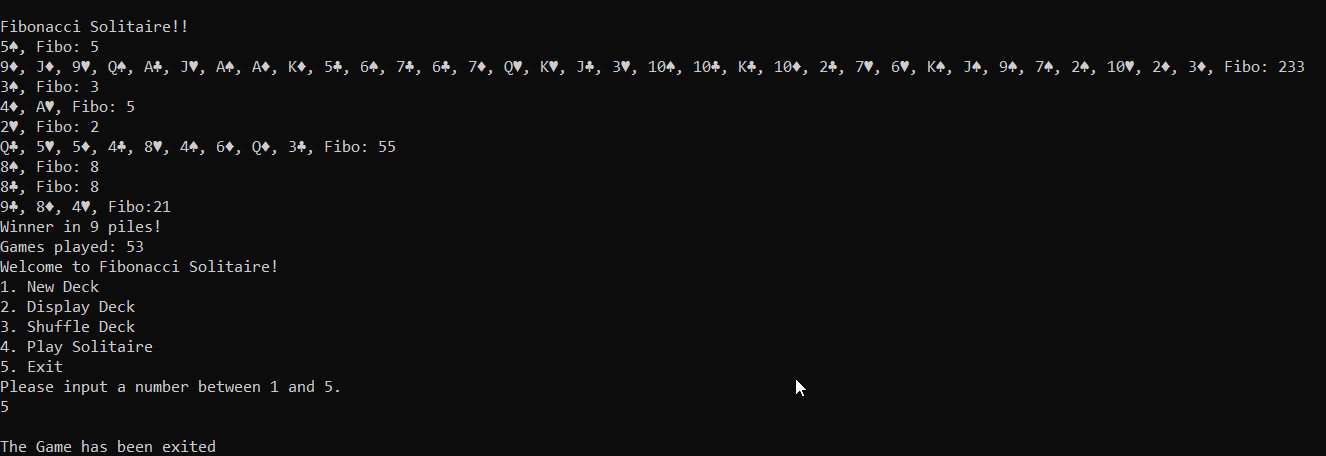 Fibonacci Solitaire!!
5♠, Fibo: 5
9♦, J♦, 9♥, Q♠, A♣, J♥, A♠, A♦, K♦, 5♣, 6♠, 7♣, 6♣, 7♦, Q♥, K♥, J♣, 3♥, 10♠, 10♣, K♣, 10♦, 2♣, 7♥, 6♥, K♠, J♠, 9♠, 7♠, 2♠, 10♥, 2♦, 3♦, Fibo: 233
3♠, Fibo: 3
4♦, A♥, Fibo: 5
2♥, Fibo: 2
Q♣, 5♥, 5♦, 4♣, 8♥, 4♠, 6♦, Q♦, 3♣, Fibo: 55
8♠, Fibo: 8
8♣, Fibo: 8
9♣, 8♦, 4♥, Fibo:21
Winner in 9 piles!
Games played: 53
Welcome to Fibonacci Solitaire!
1. New Deck
2. Display Deck
3. Shuffle Deck
4. Play Solitaire
5. Exit
Please input a number between 1 and 5.
5
The Game has been exited